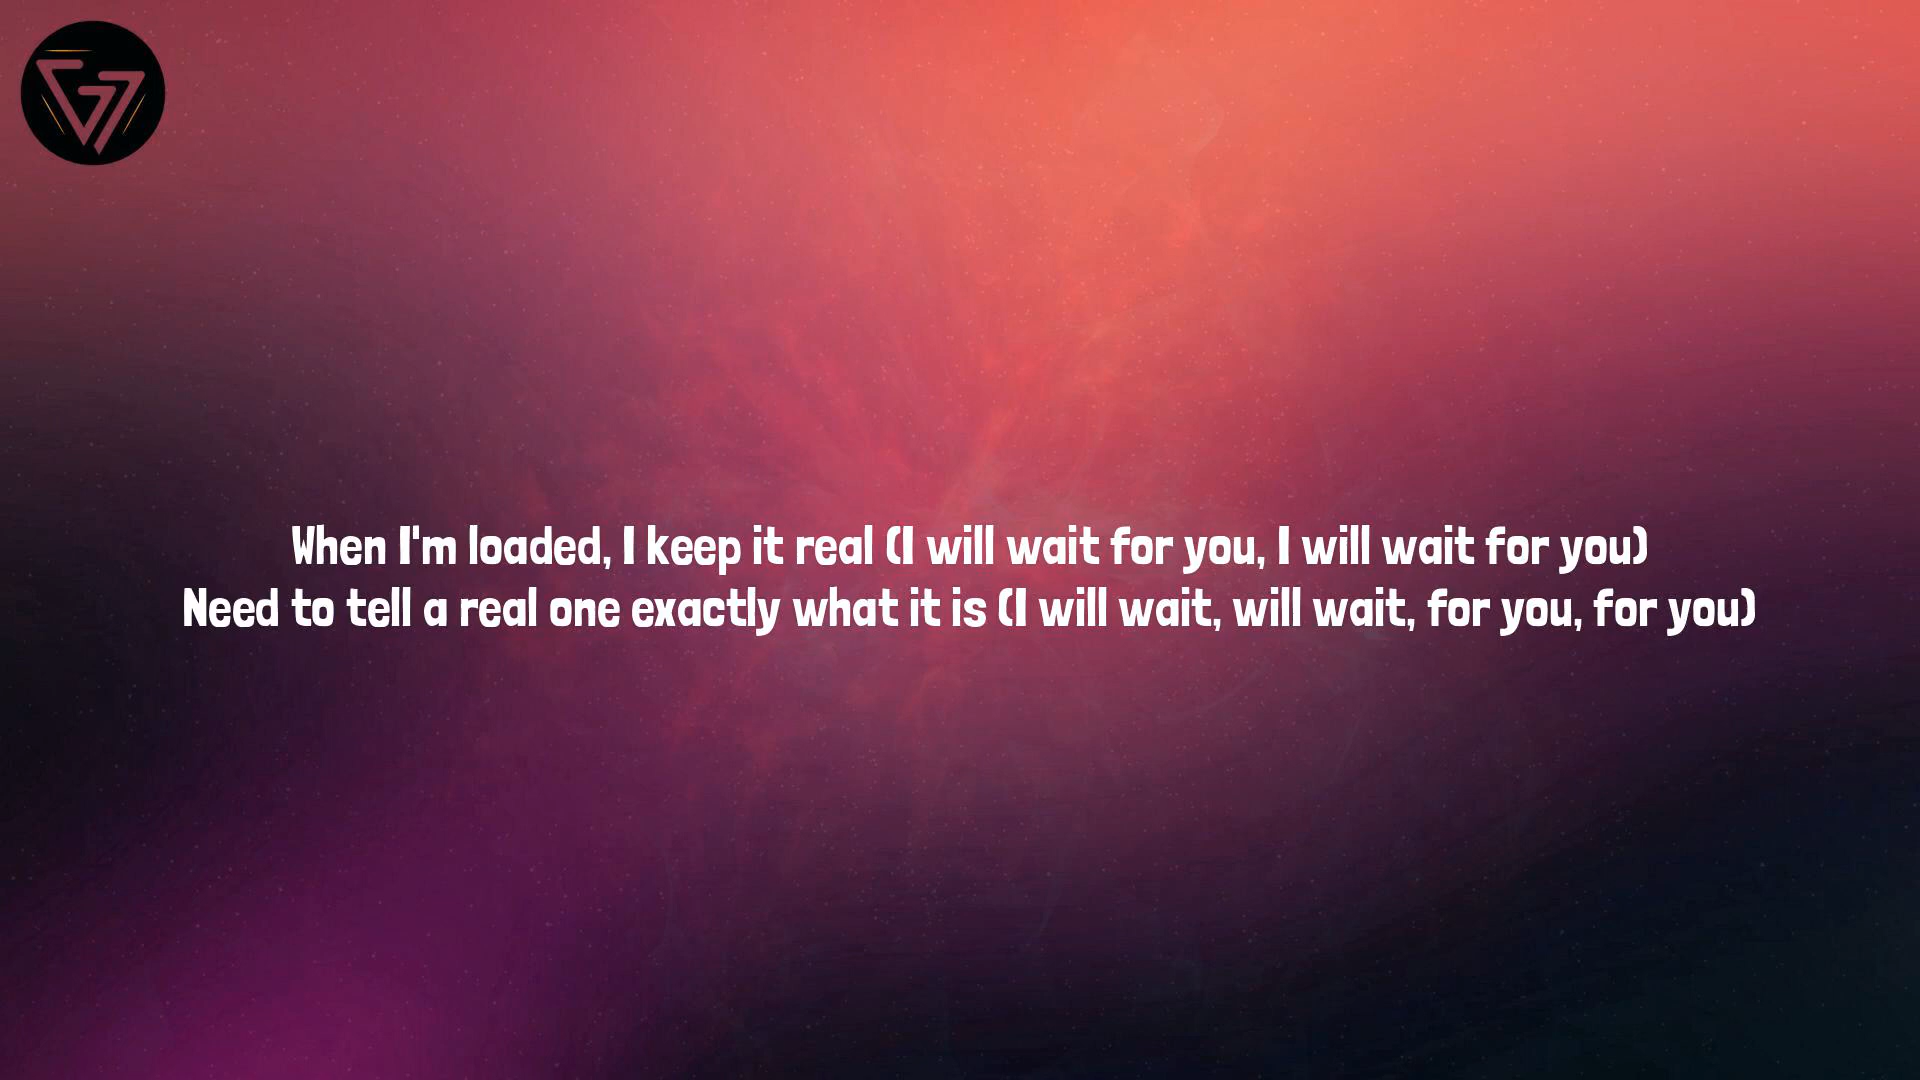 When I'm loaded, I keep it real (I will wait for you, I will wait for you)
Need to tell a real one exactly what it is (I will wait, will wait, for you, for you)